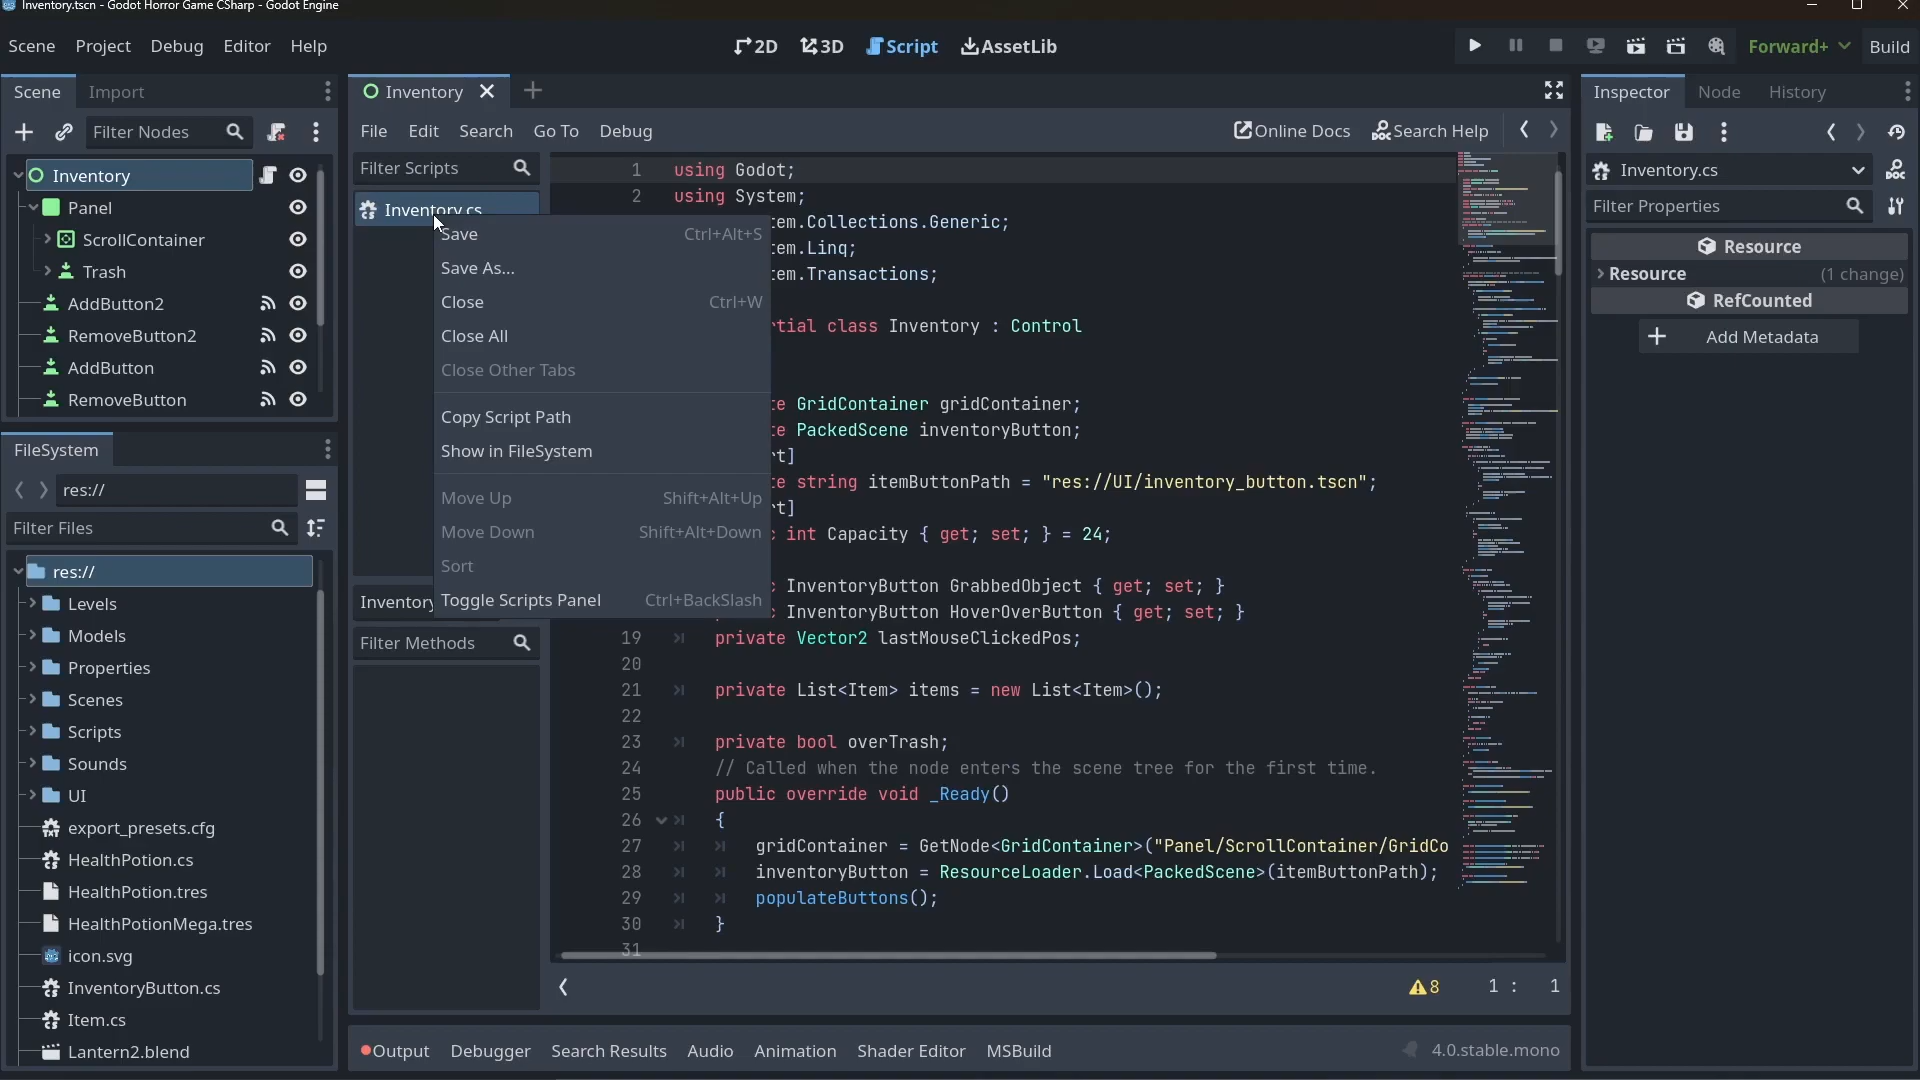 Inventory.tscn - Godot Horror Game CSharp - Godot Engine
Scene Project Debug Editor Help
2D 3D Script AssetLib
Forward+ Build
Scene Import
Filter Nodes
Inventory
Panel
ScrollContainer
Trash
AddButton2
RemoveButton2
AddButton
RemoveButton
FileSystem
res://
Filter Files
res://
Levels
Models
Properties
Scenes
Scripts
Sounds
UI
export_presets.cfg
HealthPotion.cs
HealthPotion.tres
HealthPotionMega.tres
icon.svg
InventoryButton.cs
Item.cs
Lantern2.blend
Inventory
File Edit Search Go To Debug
Online Docs Search Help
Filter Scripts
Inventory.cs
Save Ctrl+Alt+S
Save As...
Close Ctrl+W
Close All
Close Other Tabs
Copy Script Path
Show in FileSystem
Move Up Shift+Alt+Up
Move Down Shift+Alt+Down
Sort
Toggle Scripts Panel Ctrl+BackSlash
Inventory
Filter Methods
1 using Godot;
2 using System;
tem.Collections.Generic;
tem.Linq;
tem.Transactions;
tial class Inventory : Control
te GridContainer gridContainer;
te PackedScene inventoryButton;
rt]
te string itemButtonPath = "res://UI/inventory_button.tscn";
rt]
c int Capacity { get; set; } = 24;
c InventoryButton GrabbedObject { get; set; }
c InventoryButton HoverOverButton { get; set; }
19 private Vector2 lastMouseClickedPos;
20
21 private List<Item> items = new List<Item>();
22
23 private bool overTrash;
24 // Called when the node enters the scene tree for the first time.
25 public override void _Ready()
26 {
27 gridContainer = GetNode<GridContainer>("Panel/ScrollContainer/GridCo
28 inventoryButton = ResourceLoader.Load<PackedScene>(itemButtonPath);
29 populateButtons();
30 }
31
8 1 : 1
Output Debugger Search Results Audio Animation Shader Editor MSBuild
4.0.stable.mono
Inspector Node History
Inventory.cs
Filter Properties
Resource
Resource (1 change)
RefCounted
Add Metadata